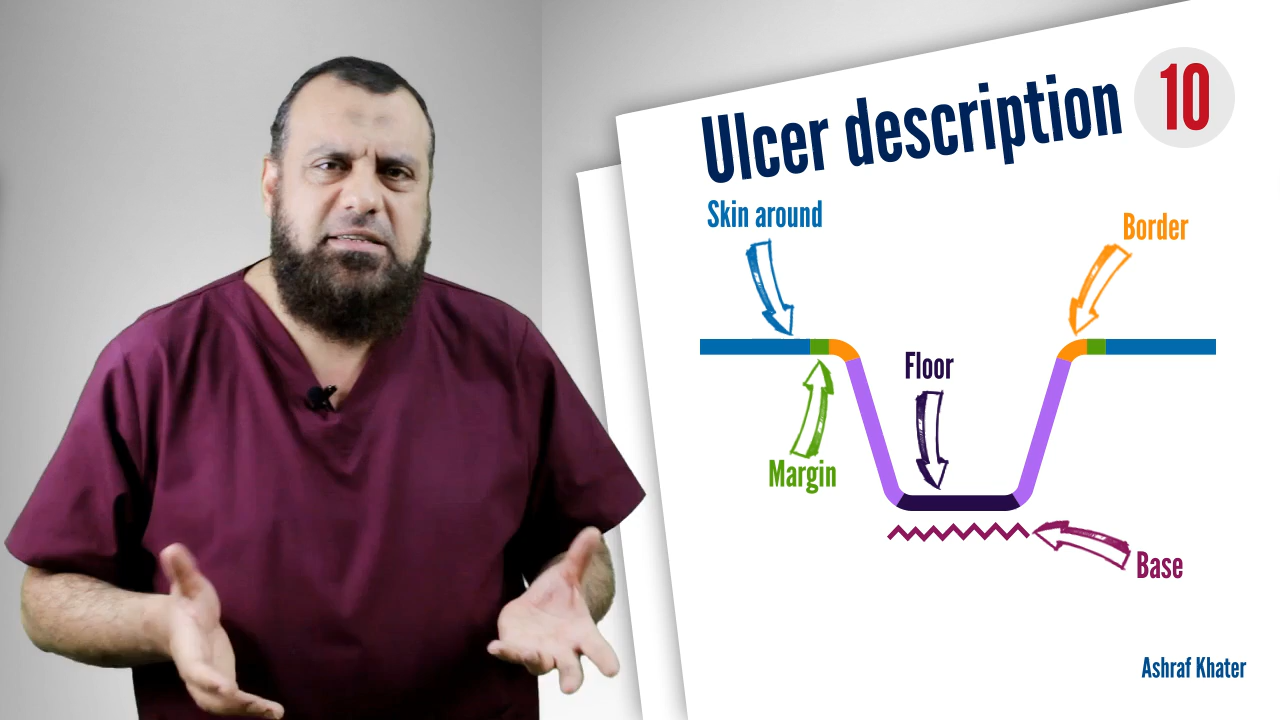 Ulcer description 10
Skin around
Border
Floor
Margin
Base
Ashraf Khater